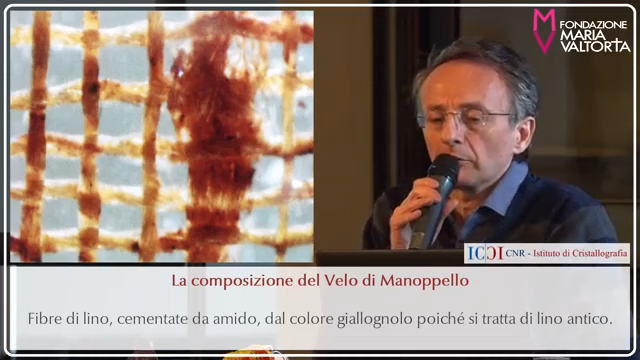 FONDAZIONE
MARIA
VALTORTA
ICCI CNR - Istituto di Cristallografia
La composizione del Velo di Manoppello
Fibre di lino, cementate da amido, dal colore giallognolo poiché si tratta di lino antico.